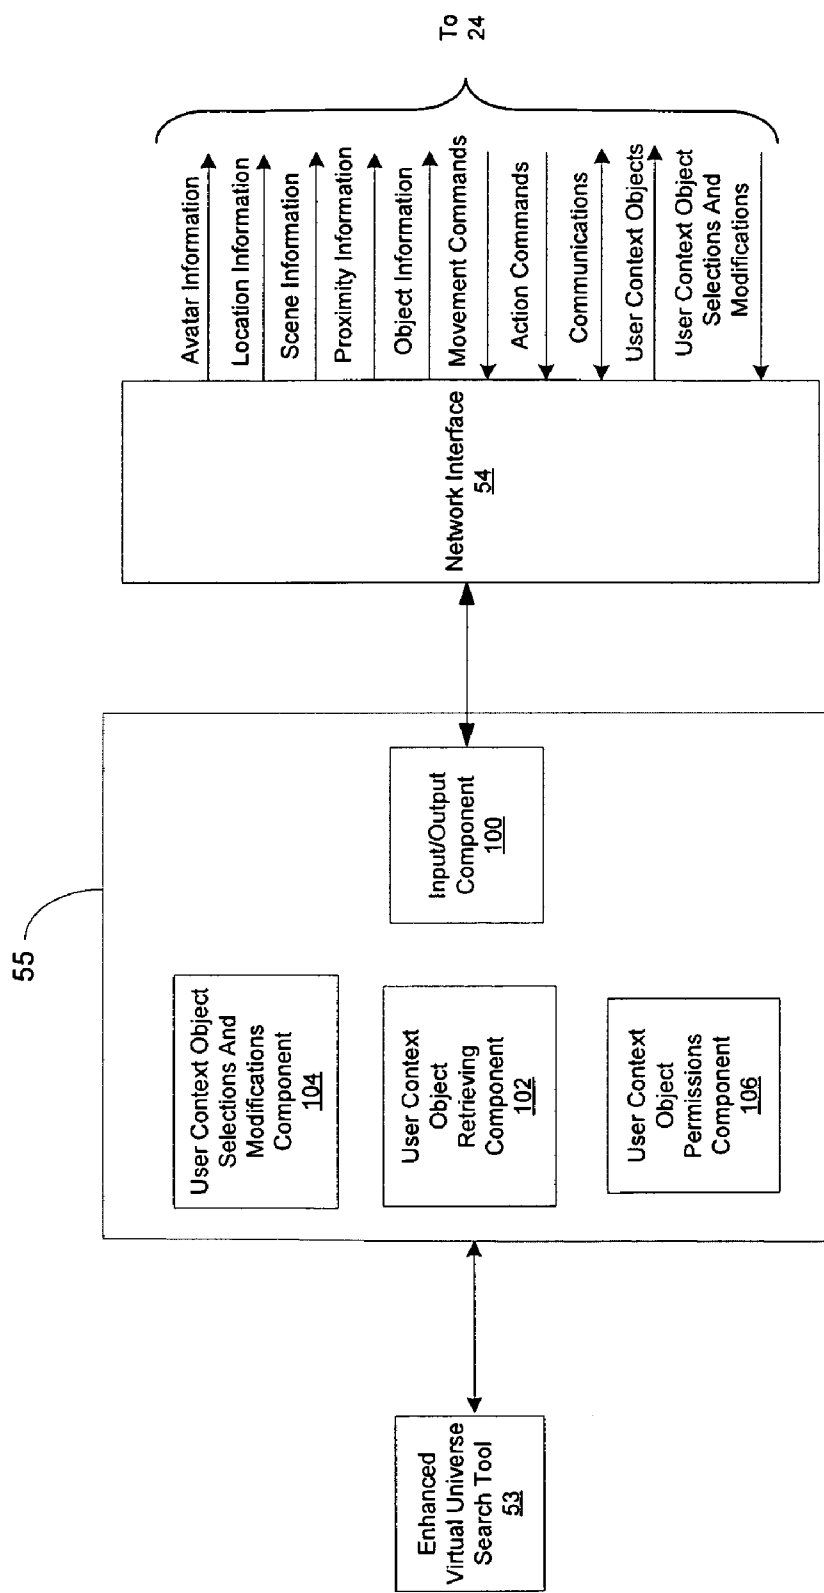 55
Enhanced
Virtual Universe
Search Tool
53
User Context Object
Selections And
Modifications
Component
104
User Context
Object
Retrieving
Component
102
User Context
Object
Permissions
Component
106
Input/Output
Component
100
Network Interface
54
Avatar Information
Location Information
Scene Information
Proximity Information
Object Information
Movement Commands
Action Commands
Communications
User Context Objects
User Context Object
Selections And
Modifications
To
24